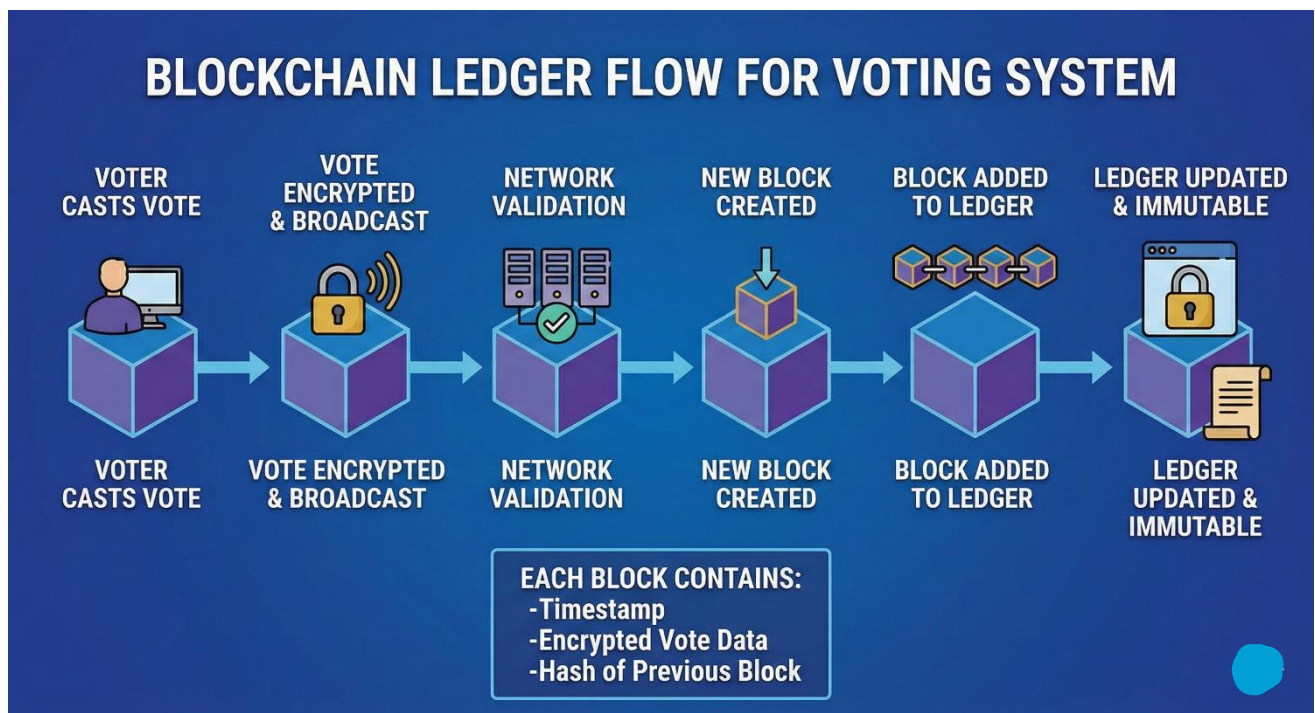 BLOCKCHAIN LEDGER FLOW FOR VOTING SYSTEM
VOTER
CASTS VOTE
VOTE
ENCRYPTED
& BROADCAST
NETWORK
VALIDATION
NEW BLOCK
CREATED
BLOCK ADDED
TO LEDGER
LEDGER UPDATED
& IMMUTABLE
VOTER
CASTS VOTE
VOTE ENCRYPTED
& BROADCAST
NETWORK
VALIDATION
NEW BLOCK
CREATED
BLOCK ADDED
TO LEDGER
LEDGER
UPDATED &
IMMUTABLE
EACH BLOCK CONTAINS:
-Timestamp
-Encrypted Vote Data
-Hash of Previous Block